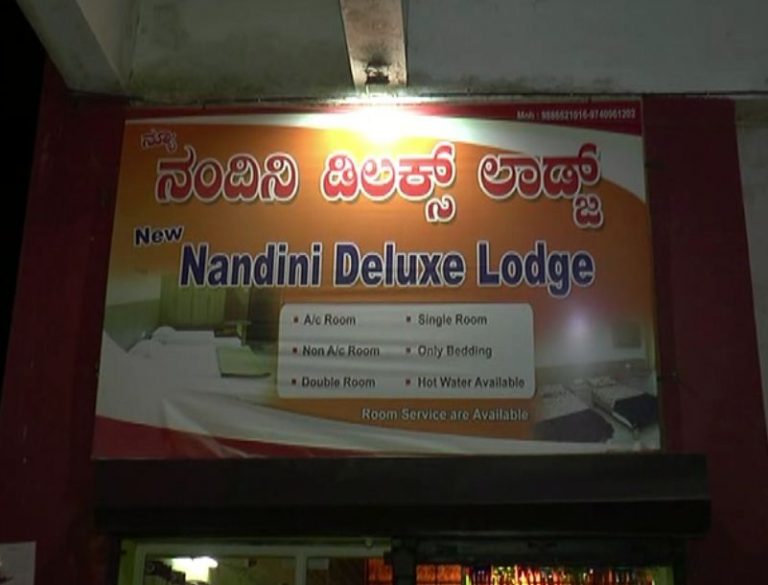 Mob : 9886521016-9740061202
ನ್ಯೂ
ನಂದಿನಿ ಡಿಲಕ್ಸ್ ಲಾಡ್ಜ್
New
Nandini Deluxe Lodge
A/c Room
Single Room
Non A/c Room
Only Bedding
Double Room
Hot Water Available
Room Service are Available